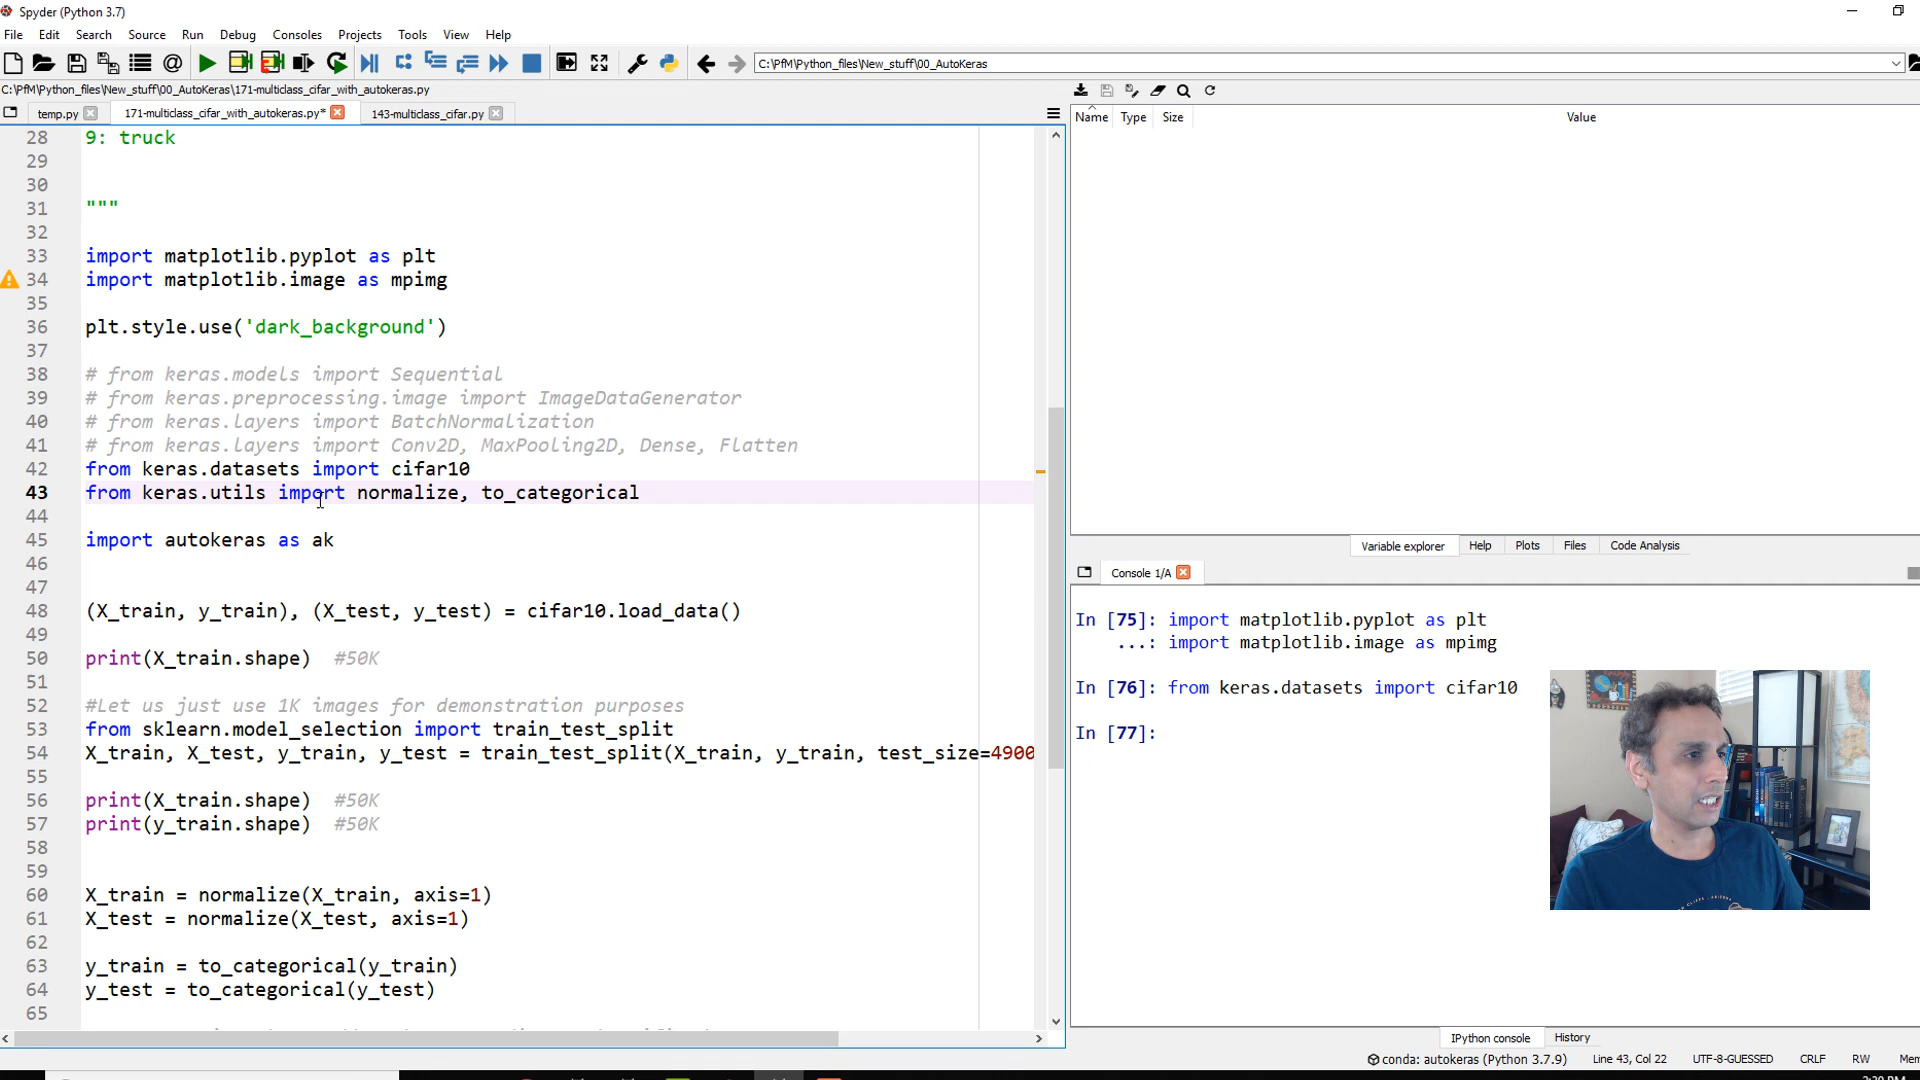 Spyder (Python 3.7)
File Edit Search Source Run Debug Consoles Projects Tools View Help
C:\PfM\Python_files\New_stuff\00_AutoKeras
C:\PfM\Python_files\New_stuff\00_AutoKeras\171-multiclass_cifar_with_autokeras.py
temp.py 171-multiclass_cifar_with_autokeras.py* 143-multiclass_cifar.py
28 9: truck
29
30
31 """
32
33 import matplotlib.pyplot as plt
34 import matplotlib.image as mpimg
35
36 plt.style.use('dark_background')
37
38 # from keras.models import Sequential
39 # from keras.preprocessing.image import ImageDataGenerator
40 # from keras.layers import BatchNormalization
41 # from keras.layers import Conv2D, MaxPooling2D, Dense, Flatten
42 from keras.datasets import cifar10
43 from keras.utils import normalize, to_categorical
44
45 import autokeras as ak
46
47
48 (X_train, y_train), (X_test, y_test) = cifar10.load_data()
49
50 print(X_train.shape) #50K
51
52 #Let us just use 1K images for demonstration purposes
53 from sklearn.model_selection import train_test_split
54 X_train, X_test, y_train, y_test = train_test_split(X_train, y_train, test_size=4900
55
56 print(X_train.shape) #50K
57 print(y_train.shape) #50K
58
59
60 X_train = normalize(X_train, axis=1)
61 X_test = normalize(X_test, axis=1)
62
63 y_train = to_categorical(y_train)
64 y_test = to_categorical(y_test)
65
Name Type Size Value
Variable explorer Help Plots Files Code Analysis
Console 1/A
In [75]: import matplotlib.pyplot as plt
...: import matplotlib.image as mpimg
In [76]: from keras.datasets import cifar10
In [77]:
IPython console History
conda: autokeras (Python 3.7.9) Line 43, Col 22 UTF-8-GUESSED CRLF RW